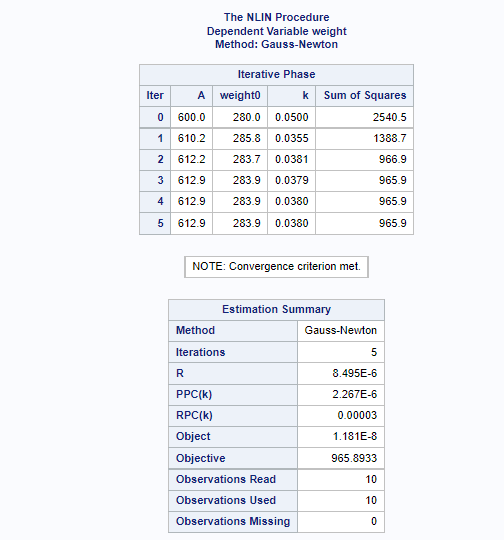 The NLIN Procedure
Dependent Variable weight
Method: Gauss-Newton
Iterative Phase
Iter A weight0 k Sum of Squares
0 600.0 280.0 0.0500 2540.5
1 610.2 285.8 0.0355 1388.7
2 612.2 283.7 0.0381 966.9
3 612.9 283.9 0.0379 965.9
4 612.9 283.9 0.0380 965.9
5 612.9 283.9 0.0380 965.9
NOTE: Convergence criterion met.
Estimation Summary
Method Gauss-Newton
Iterations 5
R 8.495E-6
PPC(k) 2.267E-6
RPC(k) 0.00003
Object 1.181E-8
Objective 965.8933
Observations Read 10
Observations Used 10
Observations Missing 0